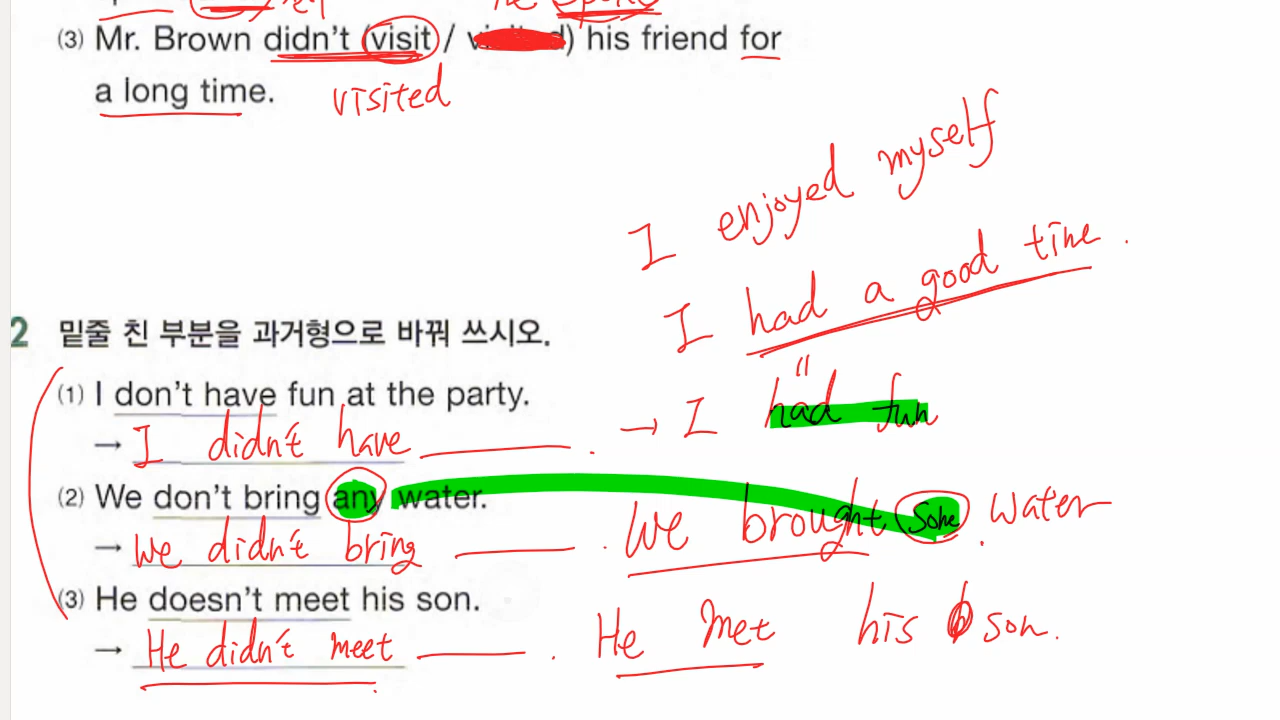 (3) Mr. Brown didn't (visit / v d) his friend for
a long time.
visited
I enjoyed myself
I had a good time.
2 밑줄 친 부분을 과거형으로 바꿔 쓰시오.
(1) I don't have fun at the party.
→ I didn't have ______. → I had fun
(2) We don't bring any water.
→ we didn't bring ______. We brought some water.
(3) He doesn't meet his son.
→ He didn't meet ______. He met his son.